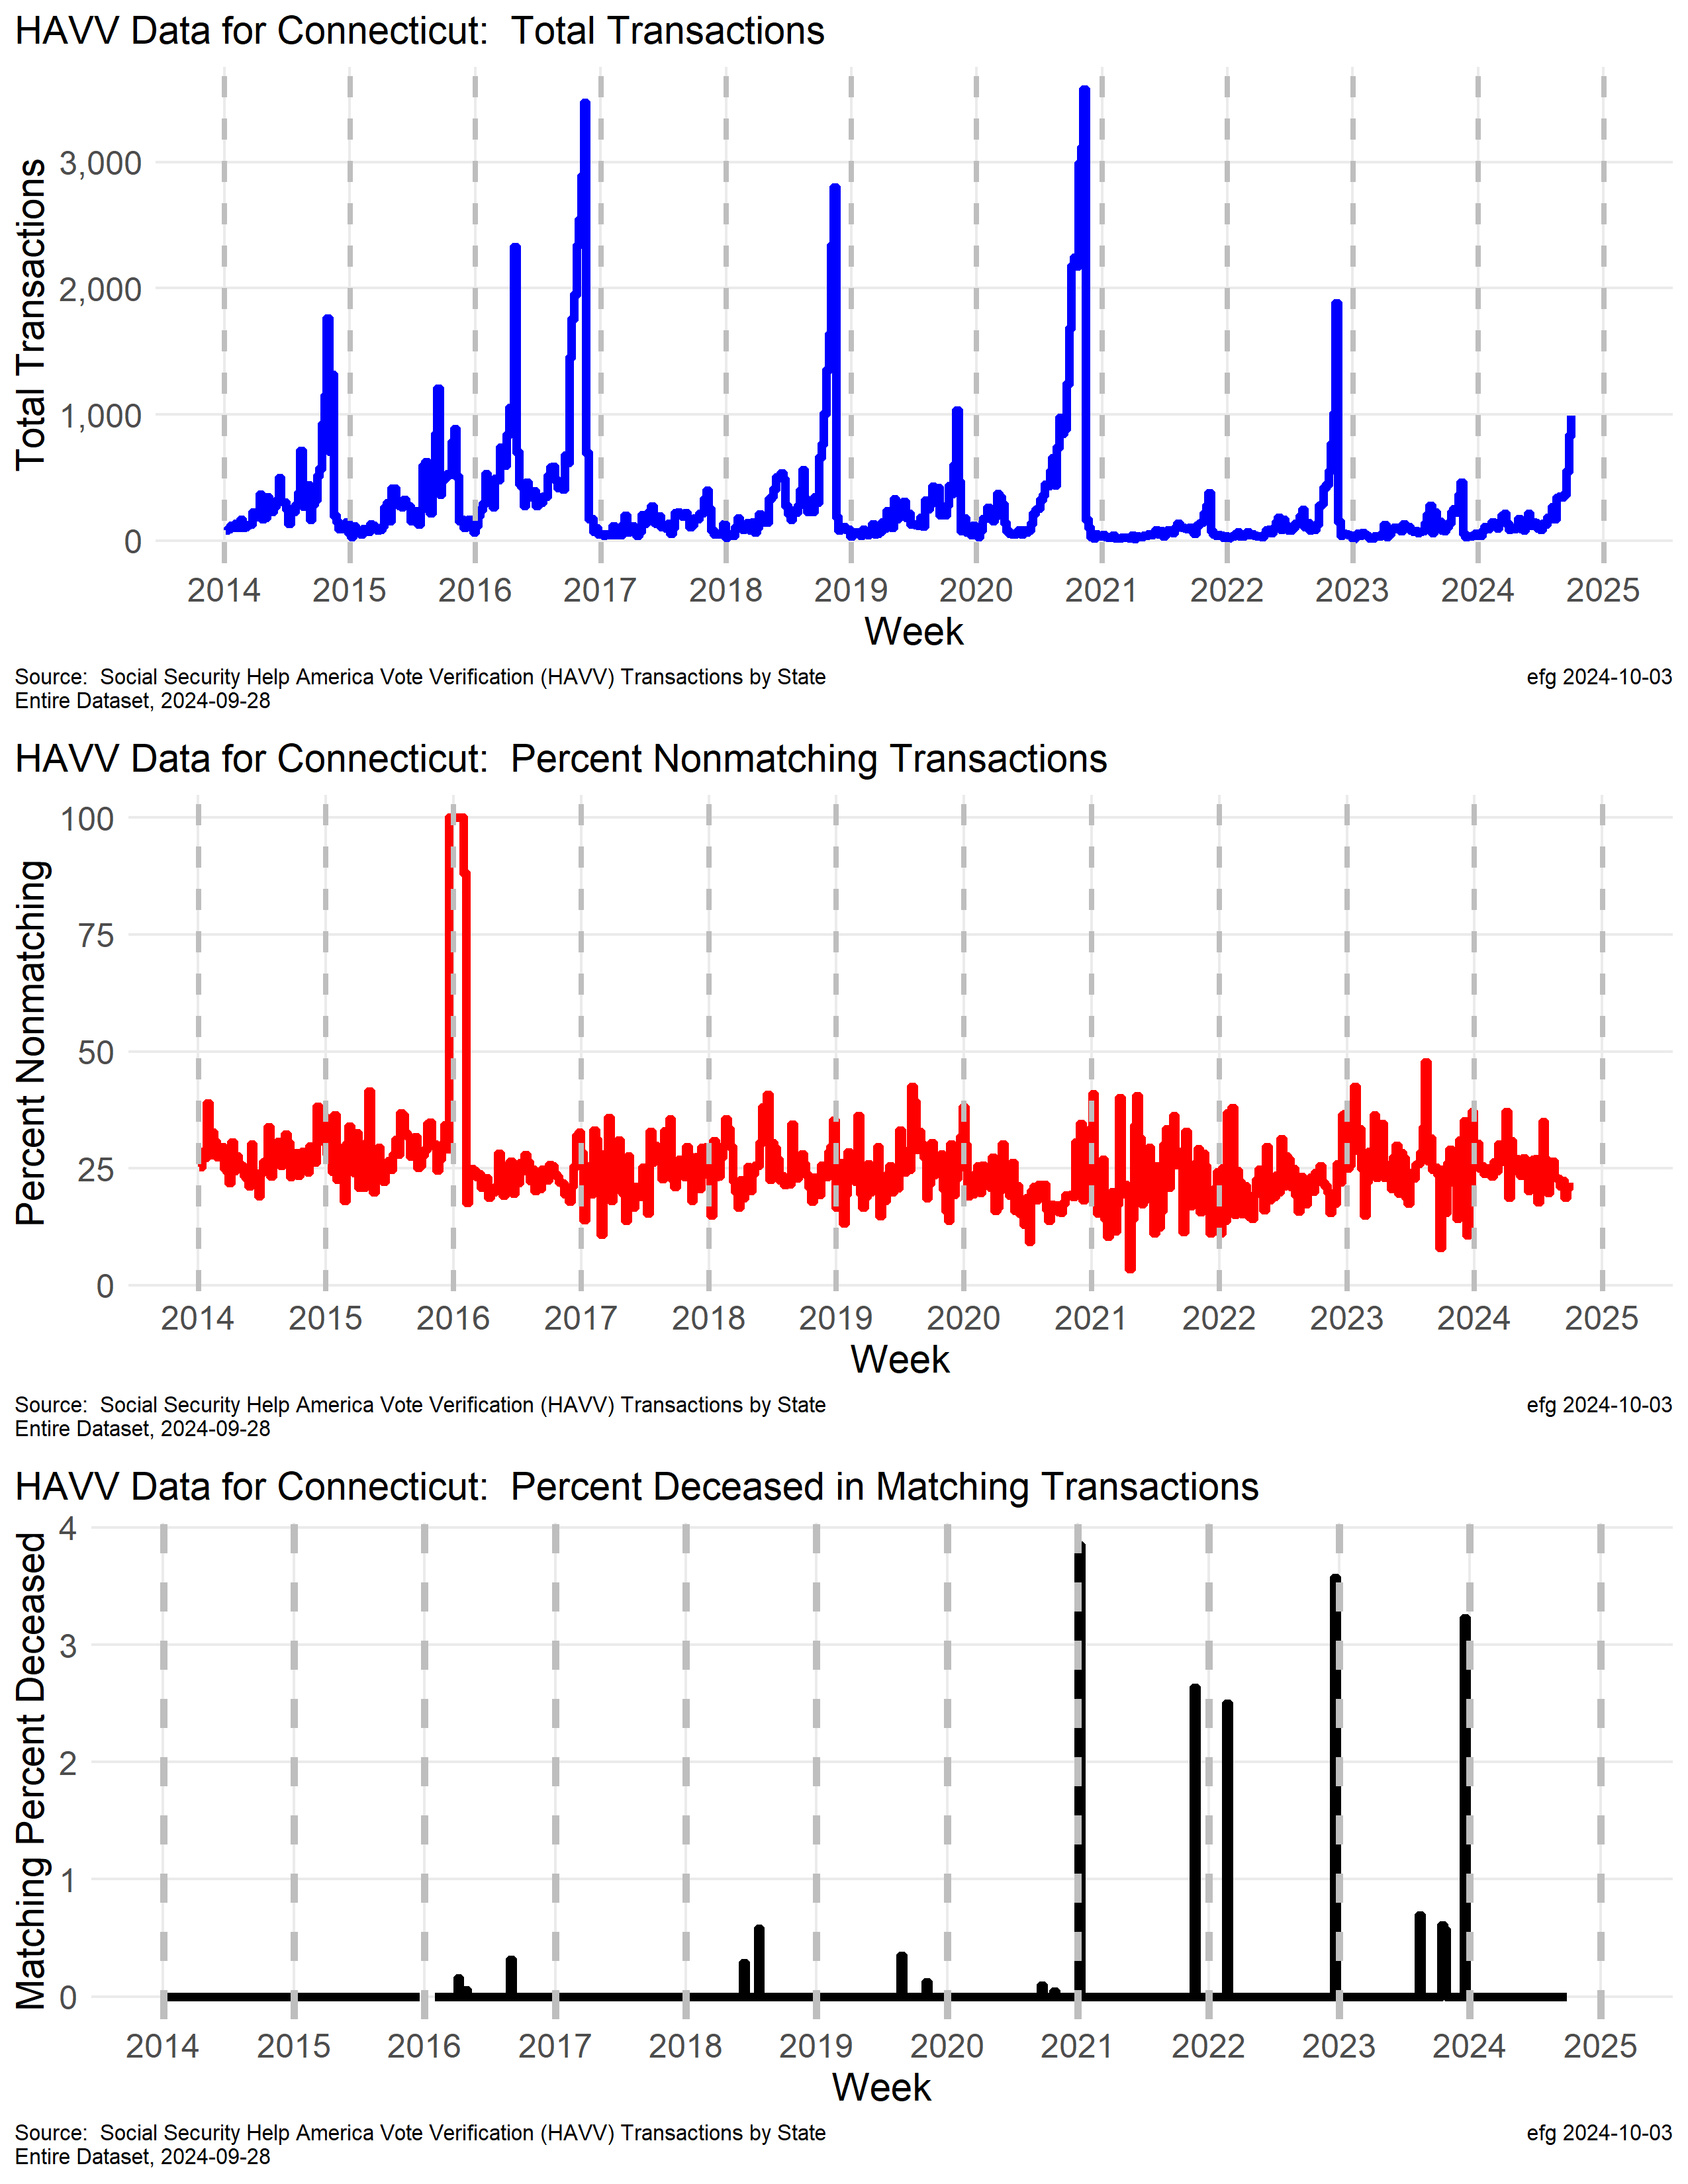 HAVV Data for Connecticut:  Total Transactions
Total Transactions
3,000
2,000
1,000
0
2014 2015 2016 2017 2018 2019 2020 2021 2022 2023 2024 2025
Week
Source:  Social Security Help America Vote Verification (HAVV) Transactions by State
Entire Dataset, 2024-09-28
efg 2024-10-03
HAVV Data for Connecticut:  Percent Nonmatching Transactions
Percent Nonmatching
100
75
50
25
0
2014 2015 2016 2017 2018 2019 2020 2021 2022 2023 2024 2025
Week
Source:  Social Security Help America Vote Verification (HAVV) Transactions by State
Entire Dataset, 2024-09-28
efg 2024-10-03
HAVV Data for Connecticut:  Percent Deceased in Matching Transactions
Matching Percent Deceased
4
3
2
1
0
2014 2015 2016 2017 2018 2019 2020 2021 2022 2023 2024 2025
Week
Source:  Social Security Help America Vote Verification (HAVV) Transactions by State
Entire Dataset, 2024-09-28
efg 2024-10-03